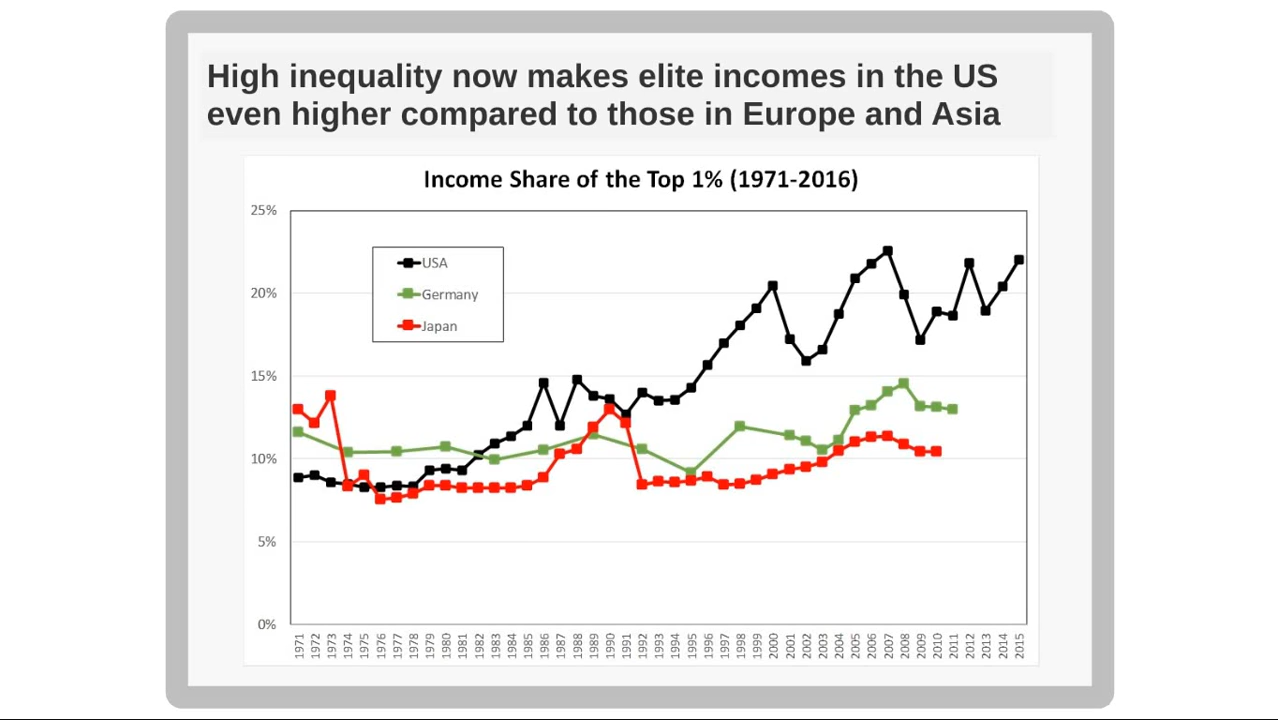 High inequality now makes elite incomes in the US
even higher compared to those in Europe and Asia
Income Share of the Top 1% (1971-2016)
25%
20%
15%
10%
5%
0%
USA
Germany
Japan
1971 1972 1973 1974 1975 1976 1977 1978 1979 1980 1981 1982 1983 1984 1985 1986 1987 1988 1989 1990 1991 1992 1993 1994 1995 1996 1997 1998 1999 2000 2001 2002 2003 2004 2005 2006 2007 2008 2009 2010 2011 2012 2013 2014 2015